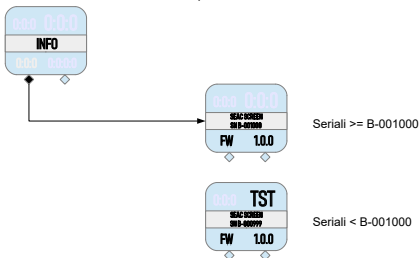 INFO
SEAC SCREEN
SN B-001000
FW 1.0.0
Seriali >= B-001000
TST
SEAC SCREEN
SN B-000999
FW 1.0.0
Seriali < B-001000